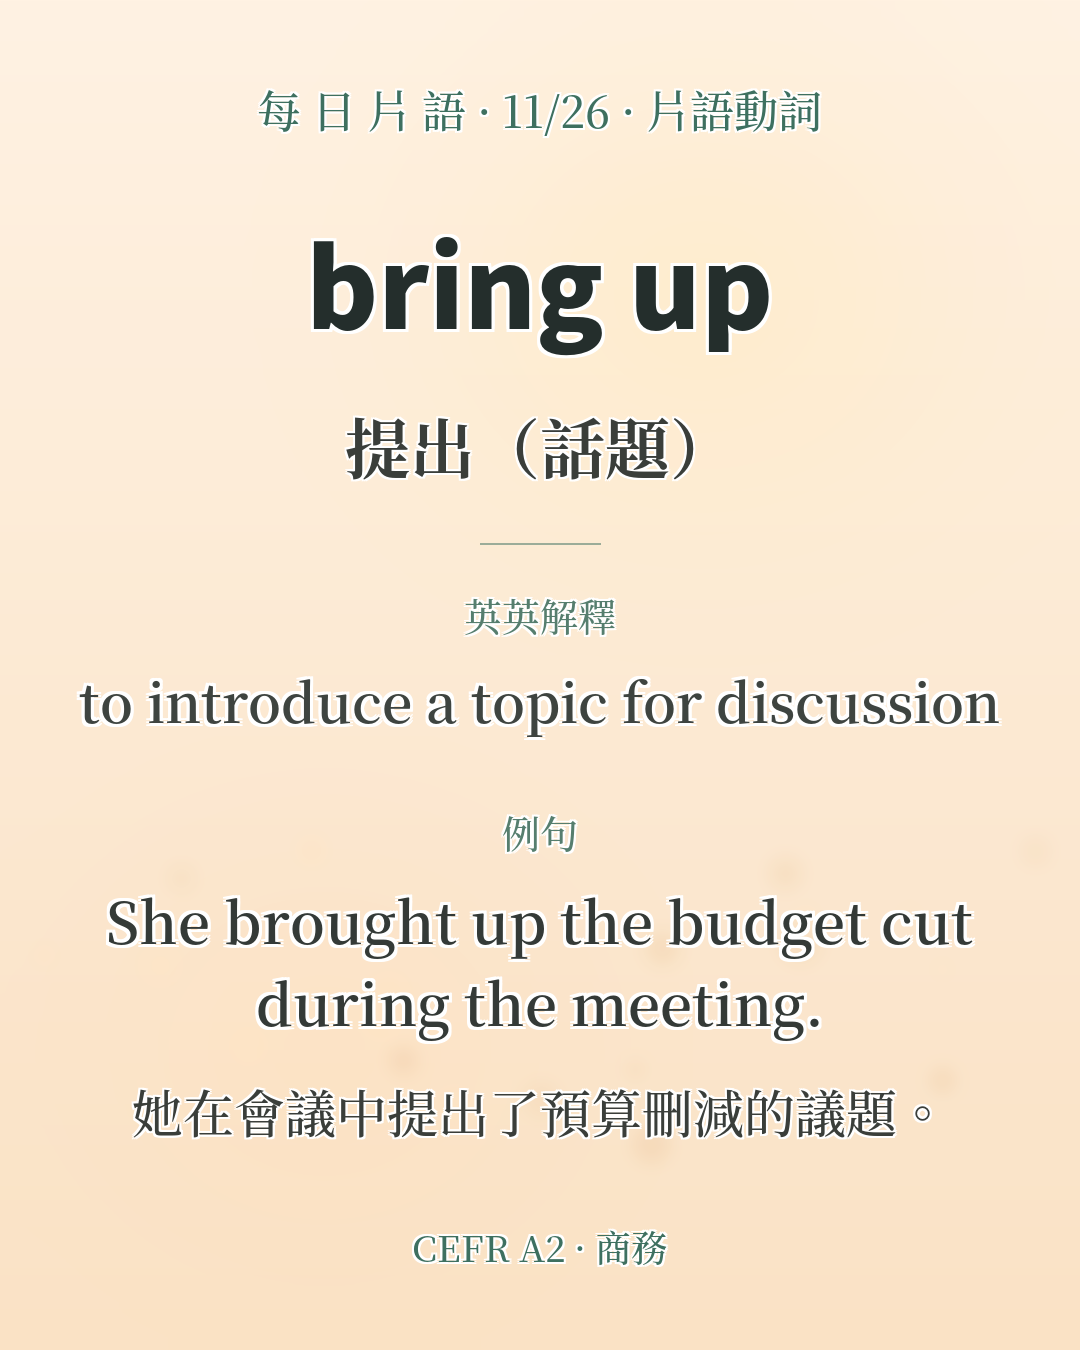 每日片語 · 11/26 · 片語動詞
bring up
提出（話題）
英英解釋
to introduce a topic for discussion
例句
She brought up the budget cut
during the meeting.
她在會議中提出了預算刪減的議題。
CEFR A2 · 商務